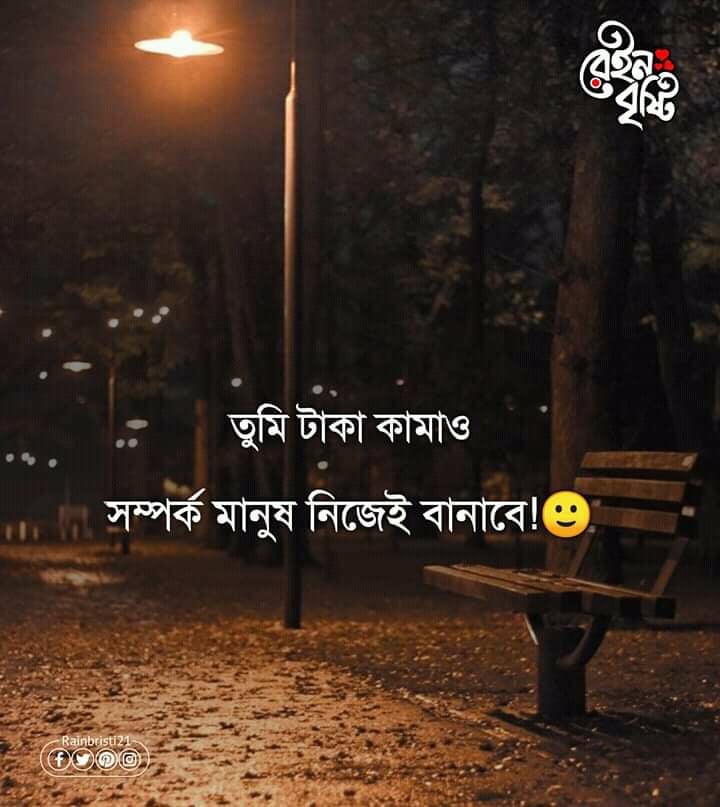 রেইন
বৃষ্টি
তুমি টাকা কামাও
সম্পর্ক মানুষ নিজেই বানাবে!🙂
Rainbristi21